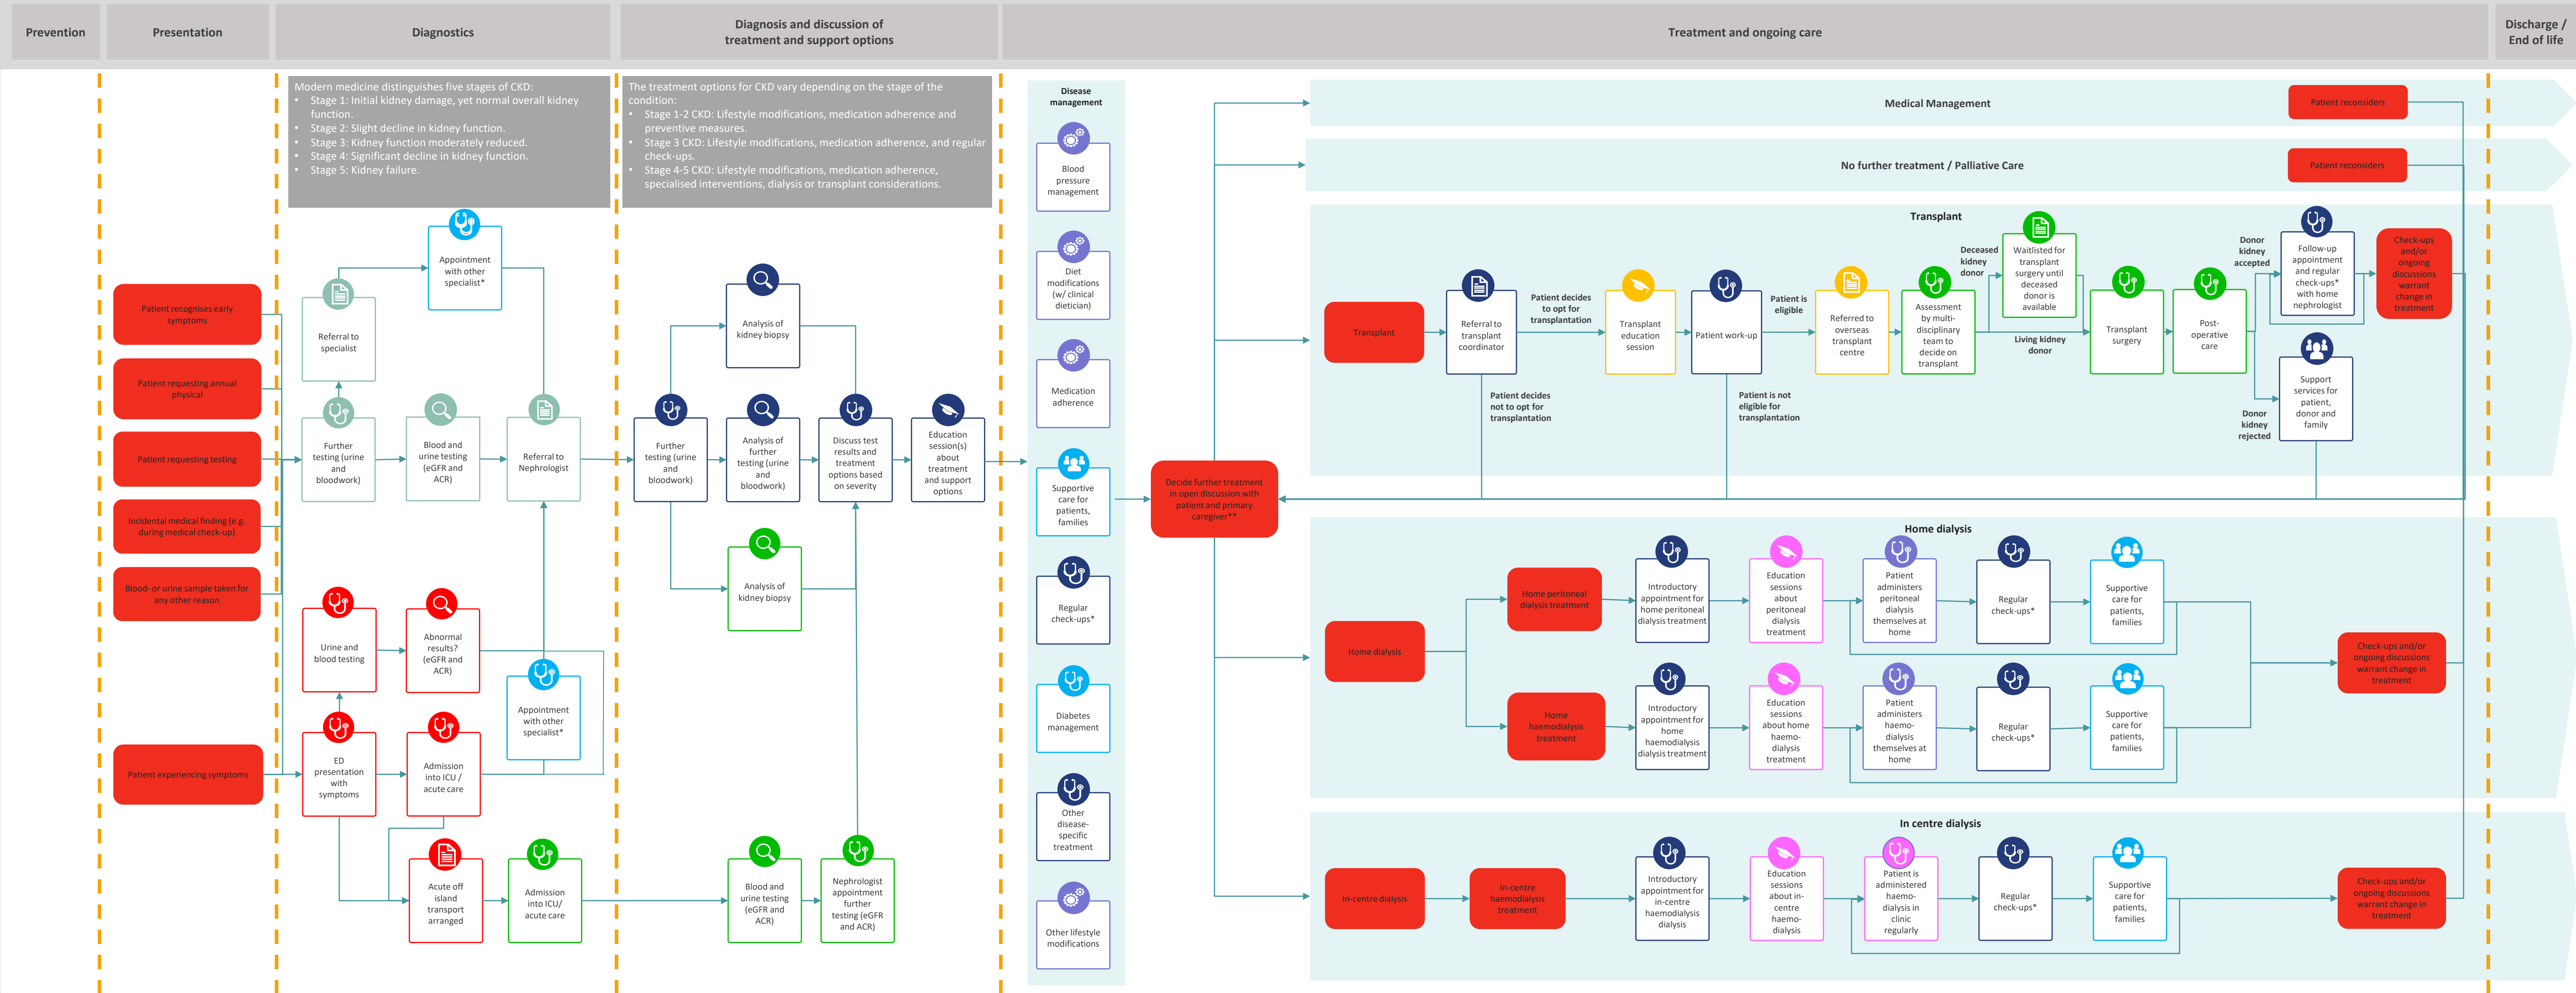 Prevention
Presentation
Diagnostics
Diagnosis and discussion of
treatment and support options
Treatment and ongoing care
Discharge /
End of life
Modern medicine distinguishes five stages of CKD:
• Stage 1: Initial kidney damage, yet normal overall kidney
function.
• Stage 2: Slight decline in kidney function.
• Stage 3: Kidney function moderately reduced.
• Stage 4: Significant decline in kidney function.
• Stage 5: Kidney failure.
The treatment options for CKD vary depending on the stage of the
condition:
• Stage 1-2 CKD: Lifestyle modifications, medication adherence and
preventive measures.
• Stage 3 CKD: Lifestyle modifications, medication adherence, and regular
check-ups.
• Stage 4-5 CKD: Lifestyle modifications, medication adherence,
specialised interventions, dialysis or transplant considerations.
Patient recognises early
symptoms
Patient requesting annual
physical
Patient requesting testing
Incidental medical finding (e.g.
during medical check-up)
Blood- or urine sample taken for
any other reason
Patient experiencing symptoms
Appointment
with other
specialist*
Referral to
specialist
Further
testing (urine
and
bloodwork)
Blood and
urine testing
(eGFR and
ACR)
Referral to
Nephrologist
Urine and
blood testing
Abnormal
results?
(eGFR and
ACR)
Appointment
with other
specialist*
ED
presentation
with
symptoms
Admission
into ICU /
acute care
Acute off
island
transport
arranged
Admission
into ICU/
acute care
Analysis of
kidney biopsy
Further
testing (urine
and
bloodwork)
Analysis of
further
testing (urine
and
bloodwork)
Discuss test
results and
treatment
options based
on severity
Education
session(s)
about
treatment
and support
options
Analysis of
kidney biopsy
Blood and
urine testing
(eGFR and
ACR)
Nephrologist
appointment
further
testing (eGFR
and ACR)
Disease
management
Blood
pressure
management
Diet
modifications
(w/ clinical
dietician)
Medication
adherence
Supportive
care for
patients,
families
Regular
check-ups*
Diabetes
management
Other
disease-
specific
treatment
Other lifestyle
modifications
Decide further treatment
in open discussion with
patient and primary
caregiver**
Medical Management
Patient reconsiders
No further treatment / Palliative Care
Patient reconsiders
Transplant
Transplant
Referral to
transplant
coordinator
Patient decides
to opt for
transplantation
Patient decides
not to opt for
transplantation
Transplant
education
session
Patient work-up
Patient is
eligible
Patient is not
eligible for
transplantation
Referred to
overseas
transplant
centre
Assessment
by multi-
disciplinary
team to
decide on
transplant
Deceased
kidney
donor
Waitlisted for
transplant
surgery until
deceased
donor is
available
Living kidney
donor
Transplant
surgery
Post-
operative
care
Donor
kidney
accepted
Follow-up
appointment
and regular
check-ups*
with home
nephrologist
Donor
kidney
rejected
Support
services for
patient,
donor and
family
Check-ups
and/or
ongoing
discussions
warrant
change in
treatment
Home dialysis
Home dialysis
Home peritoneal
dialysis treatment
Introductory
appointment for
home peritoneal
dialysis treatment
Education
sessions
about
peritoneal
dialysis
treatment
Patient
administers
peritoneal
dialysis
themselves at
home
Regular
check-ups*
Supportive
care for
patients,
families
Home
haemodialysis
treatment
Introductory
appointment for
home
haemodialysis
dialysis treatment
Education
sessions
about home
haemo-
dialysis
treatment
Patient
administers
haemo-
dialysis
themselves at
home
Regular
check-ups*
Supportive
care for
patients,
families
Check-ups and/or
ongoing discussions
warrant change in
treatment
In centre dialysis
In-centre dialysis
In-centre
haemodialysis
treatment
Introductory
appointment for
in-centre
haemodialysis
dialysis
Education
sessions
about in-
centre
haemo-
dialysis
Patient is
administered
haemo-
dialysis in
clinic
regularly
Regular
check-ups*
Supportive
care for
patients,
families
Check-ups and/or
ongoing discussions
warrant change in
treatment